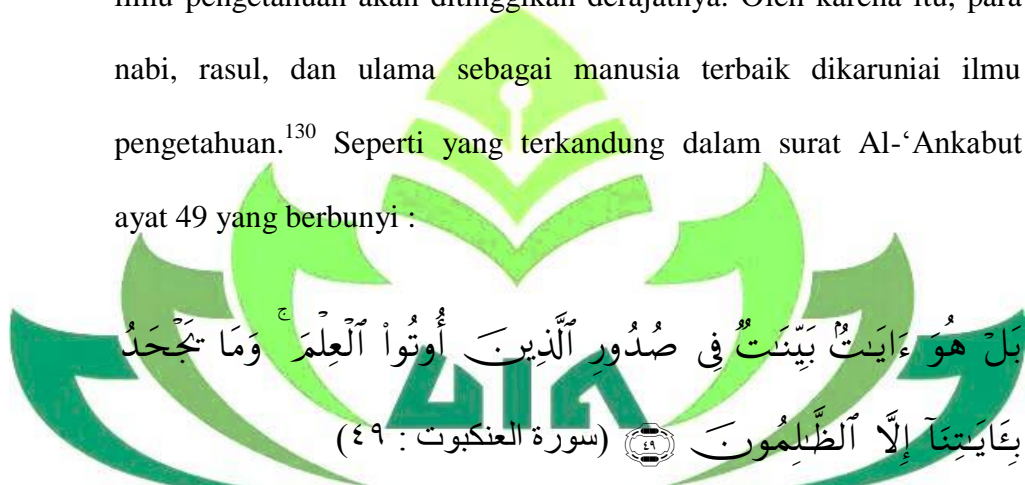 ilmu pengetahuan akan ditinggikan derajatnya. Oleh karena itu, para
nabi, rasul, dan ulama sebagai manusia terbaik dikaruniai ilmu
pengetahuan.130 Seperti yang terkandung dalam surat Al-‘Ankabut
ayat 49 yang berbunyi :
بَلْ هُوَ ءَايَـٰتٌۢ بَيِّنَـٰتٌ فِى صُدُورِ ٱلَّذِينَ أُوتُوا۟ ٱلْعِلْمَ ۚ وَمَا يَجْحَدُ
بِـَٔايَـٰتِنَآ إِلَّا ٱلظَّـٰلِمُونَ ﴿٤٩﴾ (سورة العنكبوت : ٤٩)